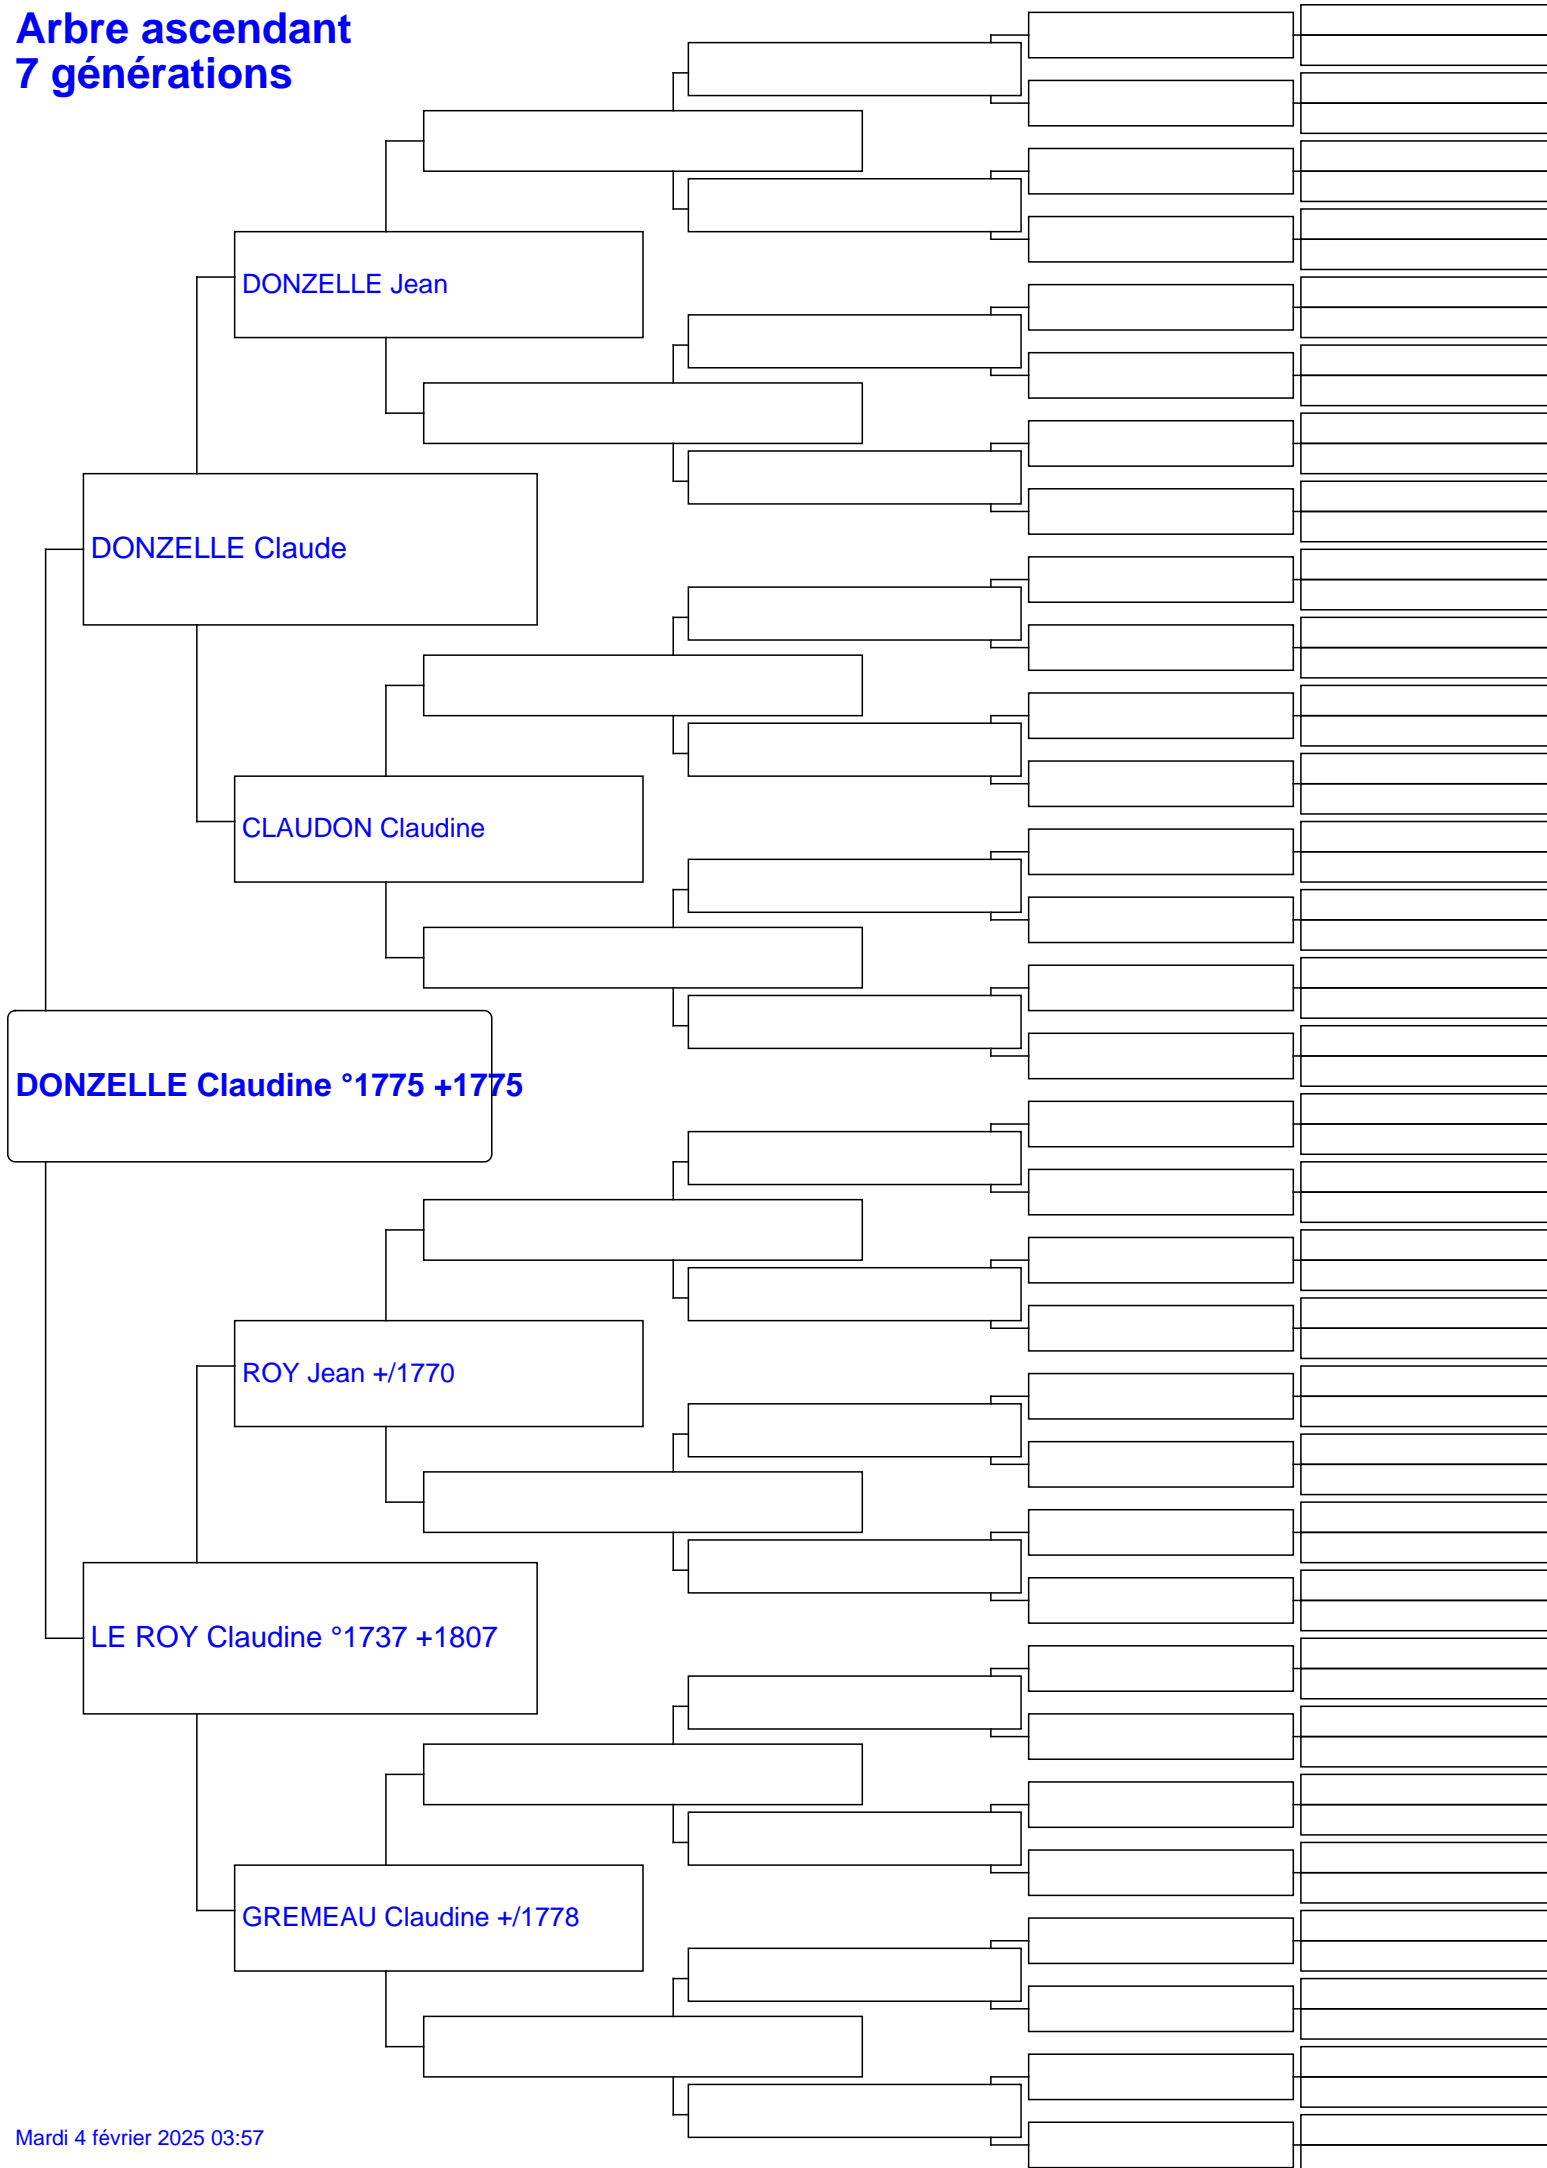 Arbre ascendant
7 générations
DONZELLE Jean
DONZELLE Claude
CLAUDON Claudine
DONZELLE Claudine °1775 +1775
ROY Jean +/1770
LE ROY Claudine °1737 +1807
GREMEAU Claudine +/1778
Mardi 4 février 2025 03:57